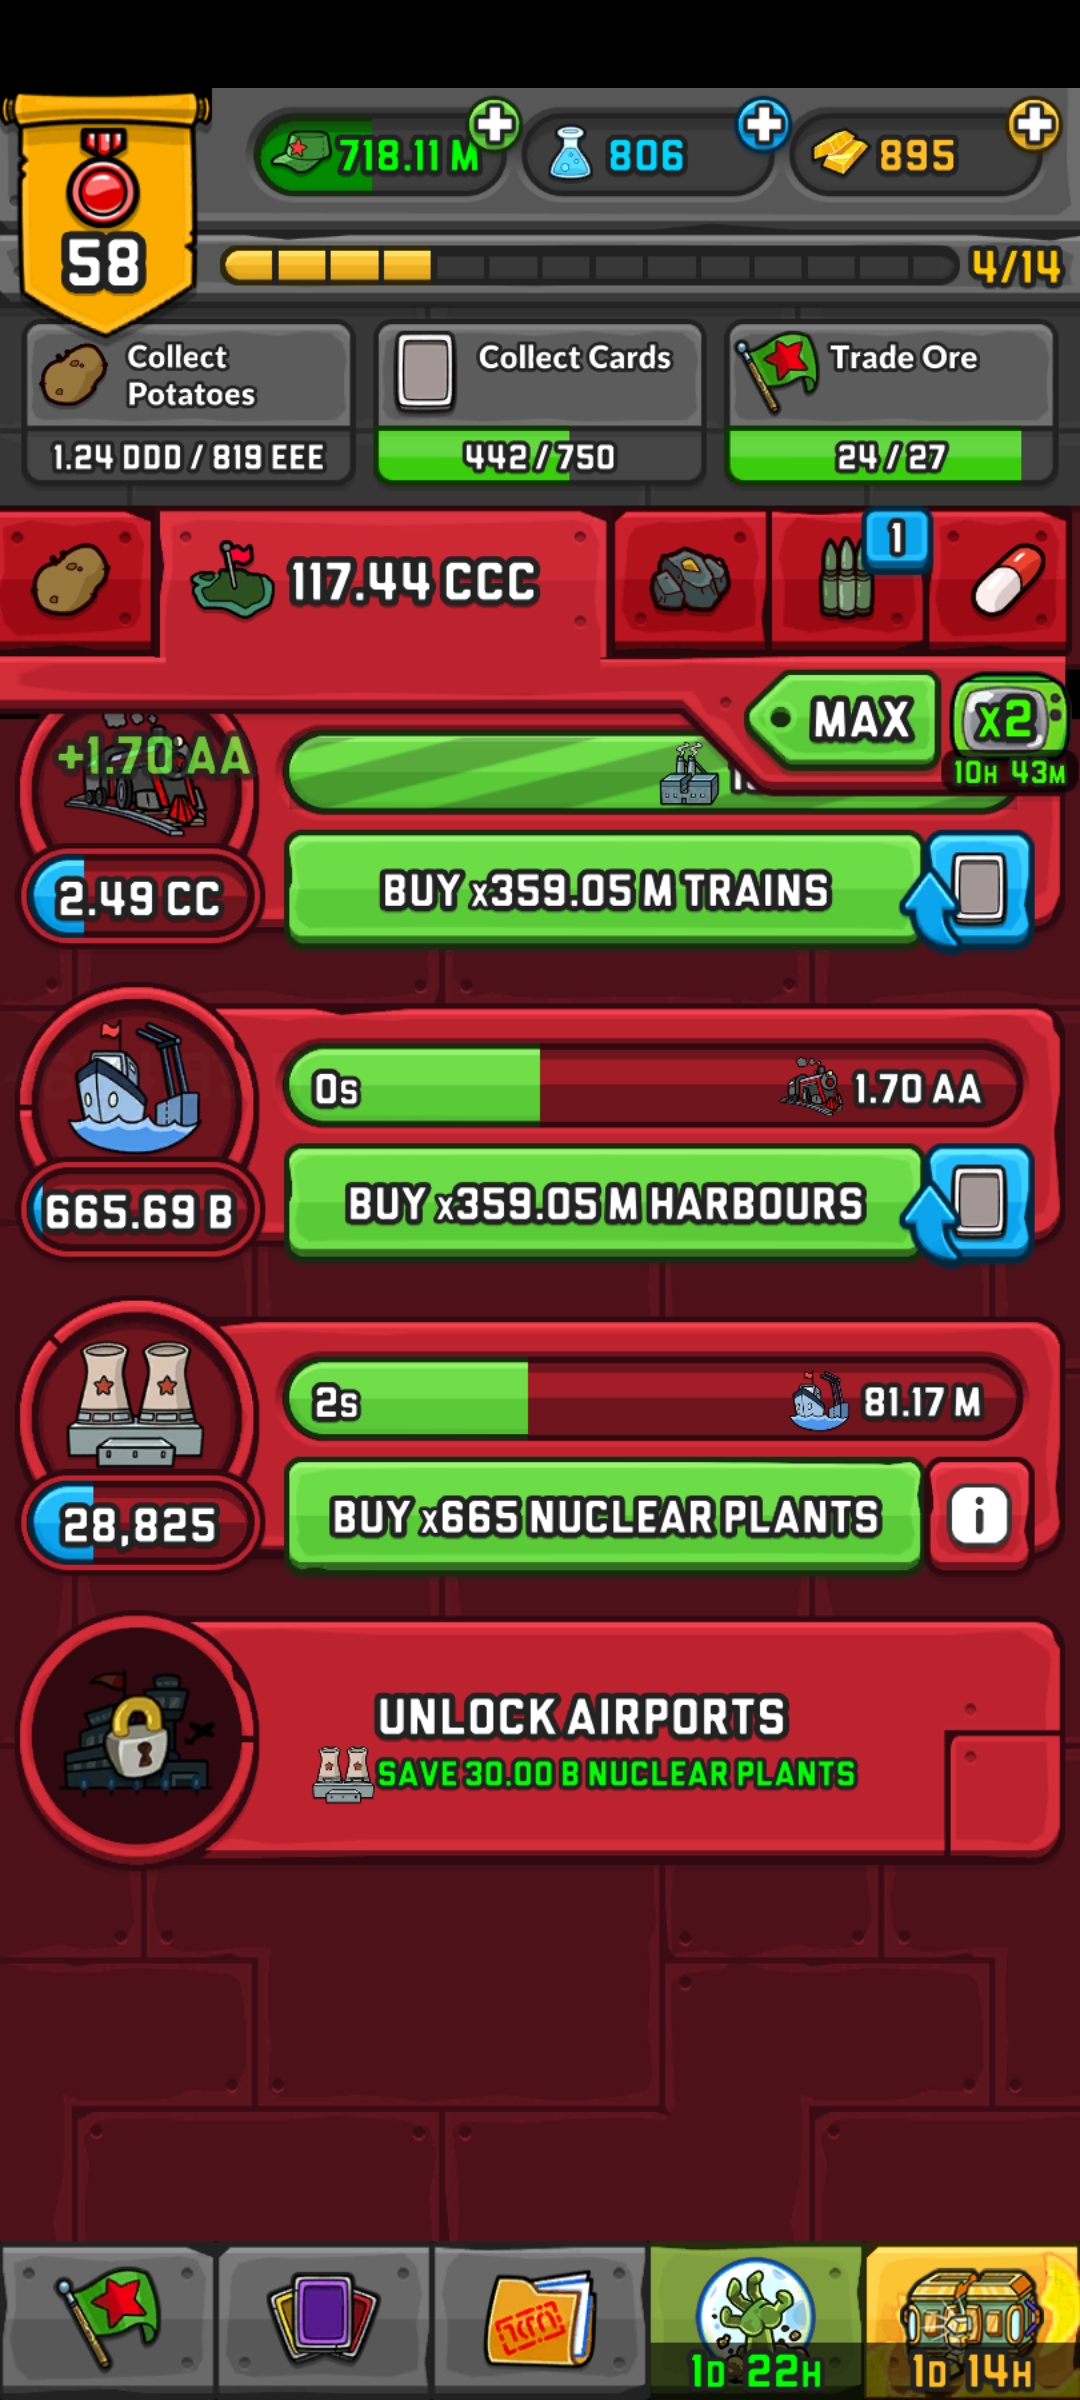 718.11 M
806
895
58
4/14
Collect
Potatoes
Collect Cards
Trade Ore
1.24 DDD / 819 EEE
442/750
24/27
117.44 CCC
1
MAX
x2
10H 43M
+1.70 AA
2.49 CC
BUY x359.05 M TRAINS
0s
1.70 AA
665.69 B
BUY x359.05 M HARBOURS
2s
81.17 M
28,825
BUY x665 NUCLEAR PLANTS
i
UNLOCK AIRPORTS
SAVE 30.00 B NUCLEAR PLANTS
1D 22H
1D 14H